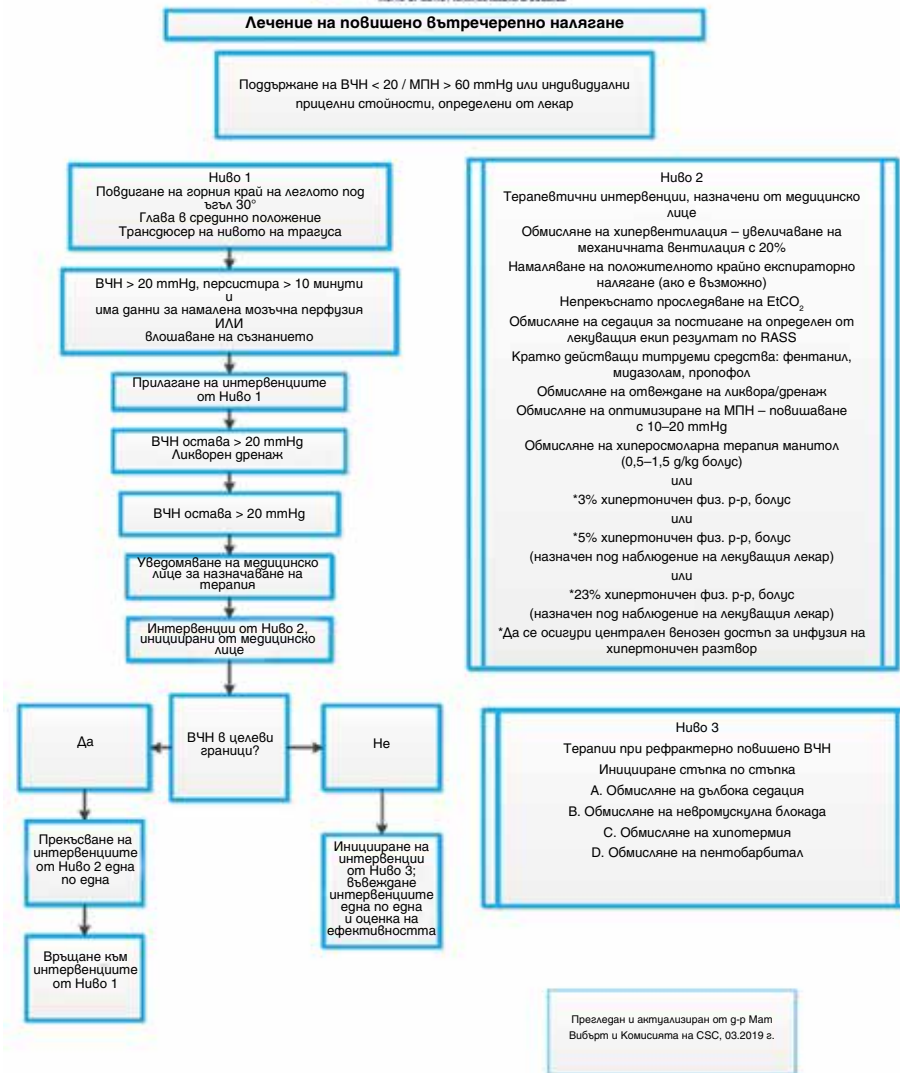 Лечение на повишено вътречерепно налягане
Поддържане на ВЧН < 20 / МПН > 60 mmHg или индивидуални
прицелни стойности, определени от лекар
Ниво 1
Повдигане на горния край на леглото под
ъгъл 30°
Глава в срединно положение
Трансдюсер на нивото на трагуса
ВЧН > 20 mmHg, персистира > 10 минути
и
има данни за намалена мозъчна перфузия
ИЛИ
влошаване на съзнанието
Прилагане на интервенциите
от Ниво 1
ВЧН остава > 20 mmHg
Ликворен дренаж
ВЧН остава > 20 mmHg
Уведомяване на медицинско
лице за назначаване на
терапия
Интервенции от Ниво 2,
инициирани от медицинско
лице
ВЧН в целеви
граници?
Да
Не
Прекъсване на
интервенциите
от Ниво 2 една
по една
Връщане към
интервенциите
от Ниво 1
Иницииране на
интервенции
от Ниво 3;
въвеждане
интервенциите
една по една
и оценка на
ефективността
Ниво 2
Терапевтични интервенции, назначени от медицинско
лице
Обмисляне на хипервентилация – увеличаване на
механичната вентилация с 20%
Намаляване на положителното крайно експираторно
налягане (ако е възможно)
Непрекъснато проследяване на EtCO₂
Обмисляне на седация за постигане на определен от
лекуващия екип резултат по RASS
Кратко действащи титруеми средства: фентанил,
мидазолам, пропофол
Обмисляне на отвеждане на ликвора/дренаж
Обмисляне на оптимизиране на МПН – повишаване
с 10–20 mmHg
Обмисляне на хиперосмоларна терапия манитол
(0,5–1,5 g/kg болус)
или
*3% хипертоничен физ. р-р, болус
или
*5% хипертоничен физ. р-р, болус
(назначен под наблюдение на лекуващия лекар)
или
*23% хипертоничен физ. р-р, болус
(назначен под наблюдение на лекуващия лекар)
*Да се осигури централен венозен достъп за инфузия на
хипертоничен разтвор
Ниво 3
Терапии при рефрактерно повишено ВЧН
Иницииране стъпка по стъпка
A. Обмисляне на дълбока седация
B. Обмисляне на невромускулна блокада
C. Обмисляне на хипотермия
D. Обмисляне на пентобарбитал
Прегледан и актуализиран от д-р Мат
Вибърт и Комисията на CSC, 03.2019 г.